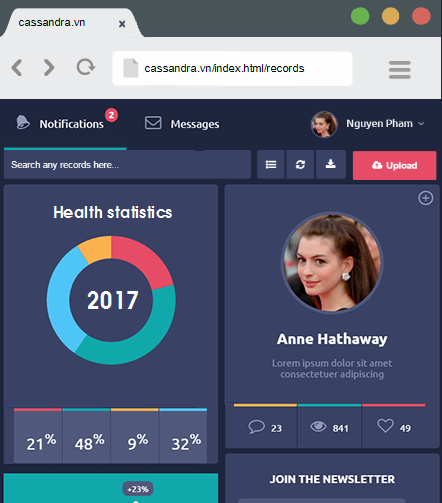 cassandra.vn
cassandra.vn/index.html/records
Notifications 2 Messages Nguyen Pham
Search any records here... Upload
Health statistics
2017
21% 48% 9% 32%
+23%
Anne Hathaway
Lorem ipsum dolor sit amet
consectetuer adipiscing
23 841 49
JOIN THE NEWSLETTER